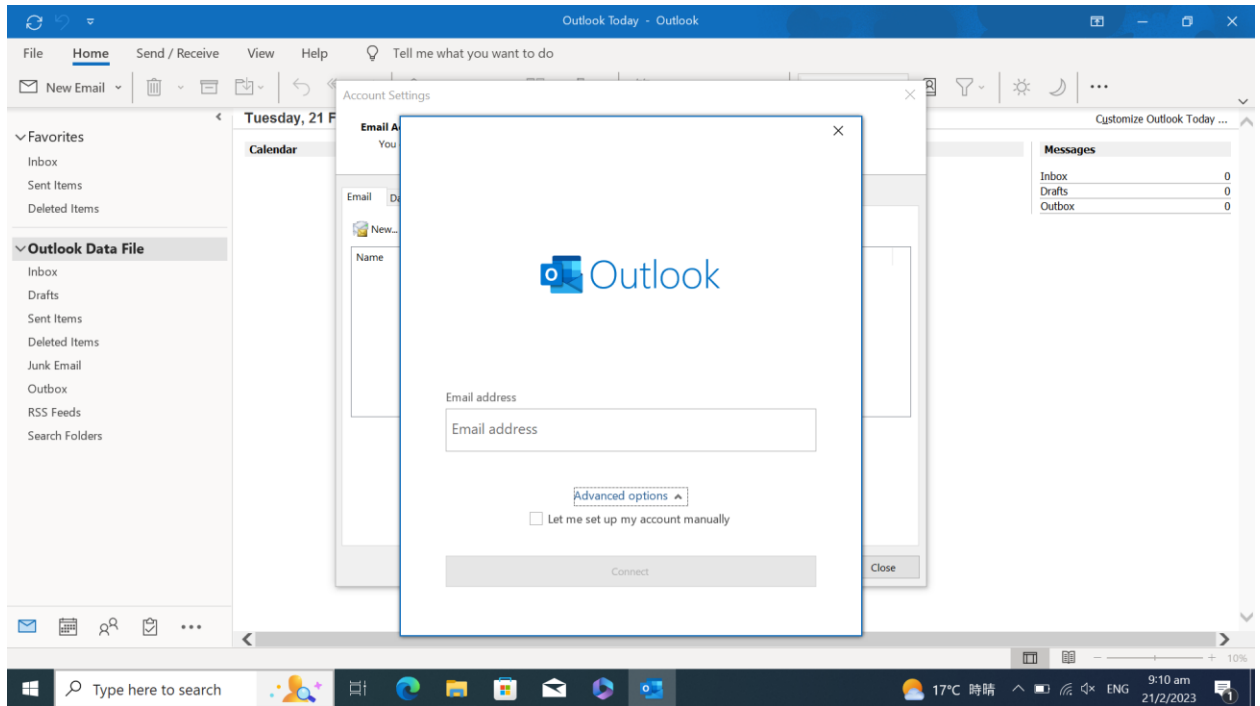 Outlook Today - Outlook
File Home Send / Receive View Help Tell me what you want to do
New Email
Account Settings
Tuesday, 21 F
Customize Outlook Today ...
Favorites
Inbox
Sent Items
Deleted Items
Outlook Data File
Inbox
Drafts
Sent Items
Deleted Items
Junk Email
Outbox
RSS Feeds
Search Folders
Calendar
Messages
Inbox 0
Drafts 0
Outbox 0
Email A
You
Email Da
New...
Name
Outlook
Email address
Email address
Advanced options
Let me set up my account manually
Connect
Close
10%
Type here to search
17°C 時晴
ENG
9:10 am
21/2/2023
1